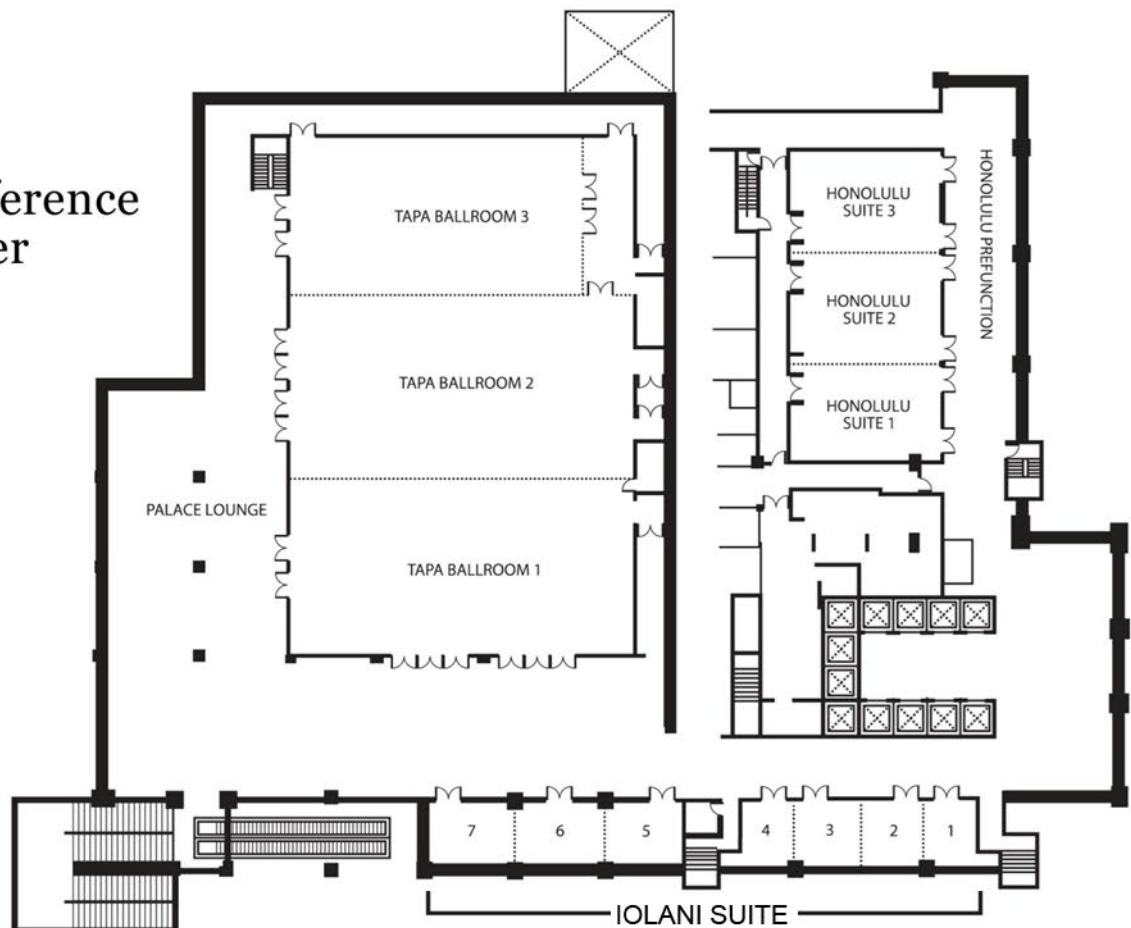 ference
er
TAPA BALLROOM 3
TAPA BALLROOM 2
TAPA BALLROOM 1
PALACE LOUNGE
HONOLULU
SUITE 3
HONOLULU
SUITE 2
HONOLULU
SUITE 1
HONOLULU PREFUNCTION
7
6
5
4
3
2
1
IOLANI SUITE